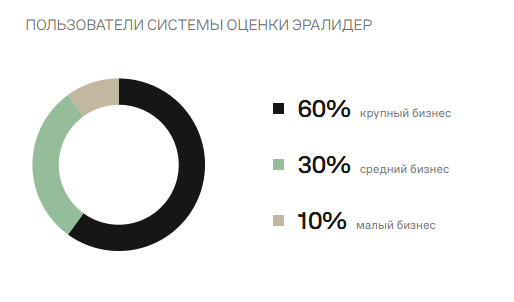 ПОЛЬЗОВАТЕЛИ СИСТЕМЫ ОЦЕНКИ ЭРАЛИДЕР
60% крупный бизнес
30% средний бизнес
10% малый бизнес